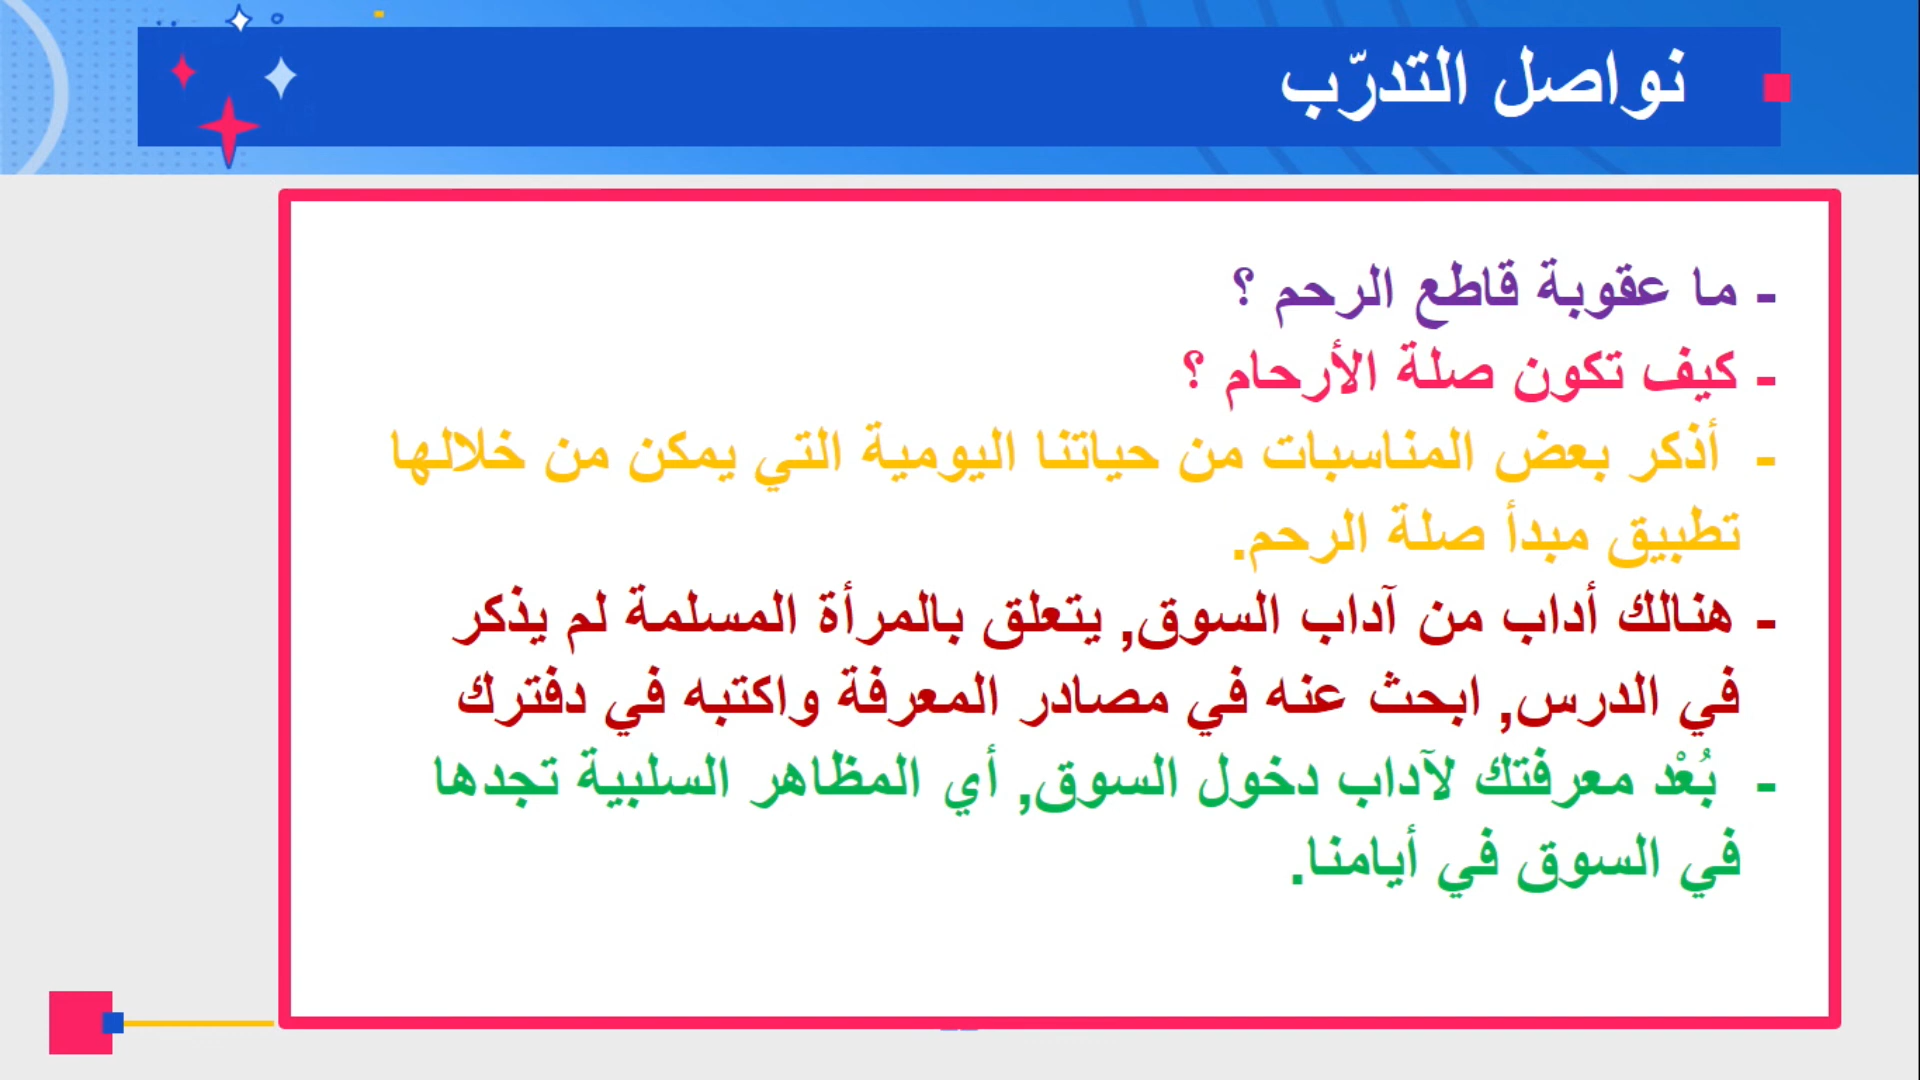 نواصل التدرّب
- ما عقوبة قاطع الرحم ؟
- كيف تكون صلة الأرحام ؟
- أذكر بعض المناسبات من حياتنا اليومية التي يمكن من خلالها
تطبيق مبدأ صلة الرحم.
- هنالك أداب من آداب السوق, يتعلق بالمرأة المسلمة لم يذكر
في الدرس, ابحث عنه في مصادر المعرفة واكتبه في دفترك
- بُعْد معرفتك لآداب دخول السوق, أي المظاهر السلبية تجدها
في السوق في أيامنا.